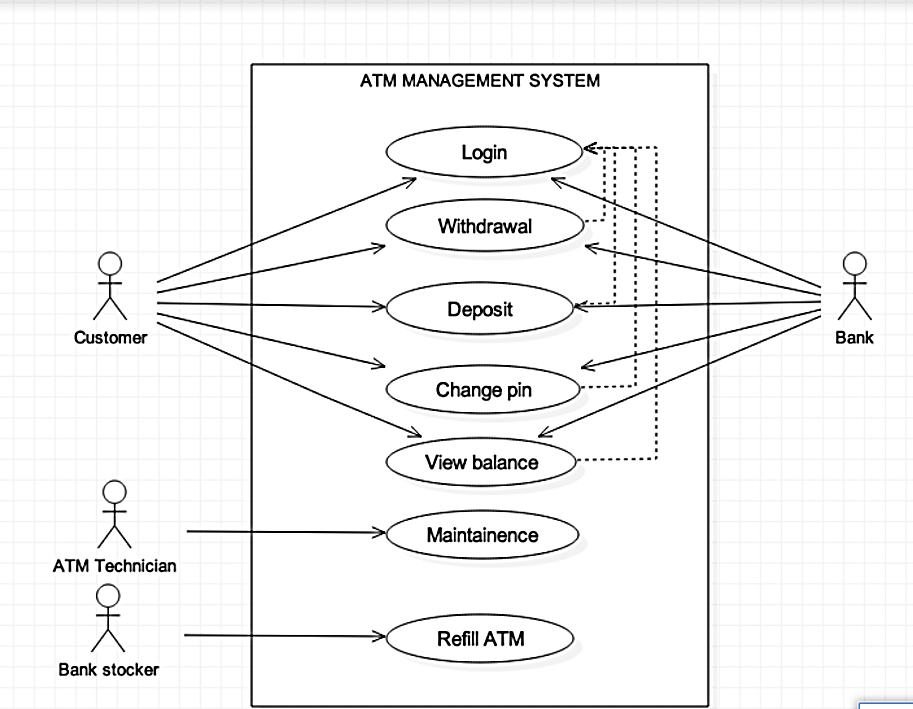 ATM MANAGEMENT SYSTEM
Login
Withdrawal
Customer
Deposit
Bank
Change pin
View balance
ATM Technician
Maintainence
Bank stocker
Refill ATM